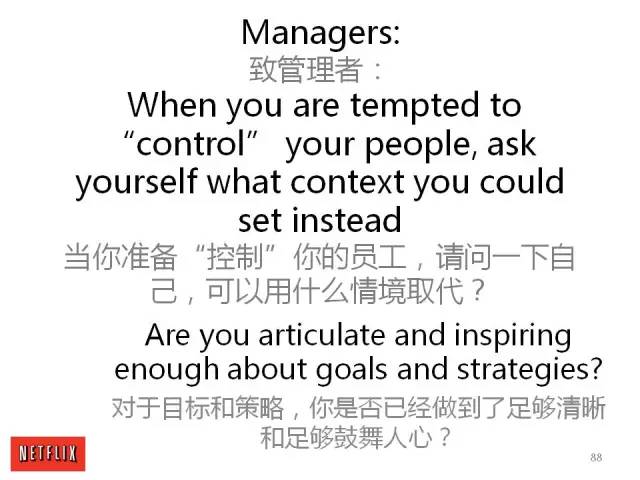 Managers:
致管理者：
When you are tempted to
“control” your people, ask
yourself what context you could
set instead
当你准备“控制”你的员工，请问一下自
己，可以用什么情境取代？
Are you articulate and inspiring
enough about goals and strategies?
对于目标和策略，你是否已经做到了足够清晰
和足够鼓舞人心？
NETFLIX
88